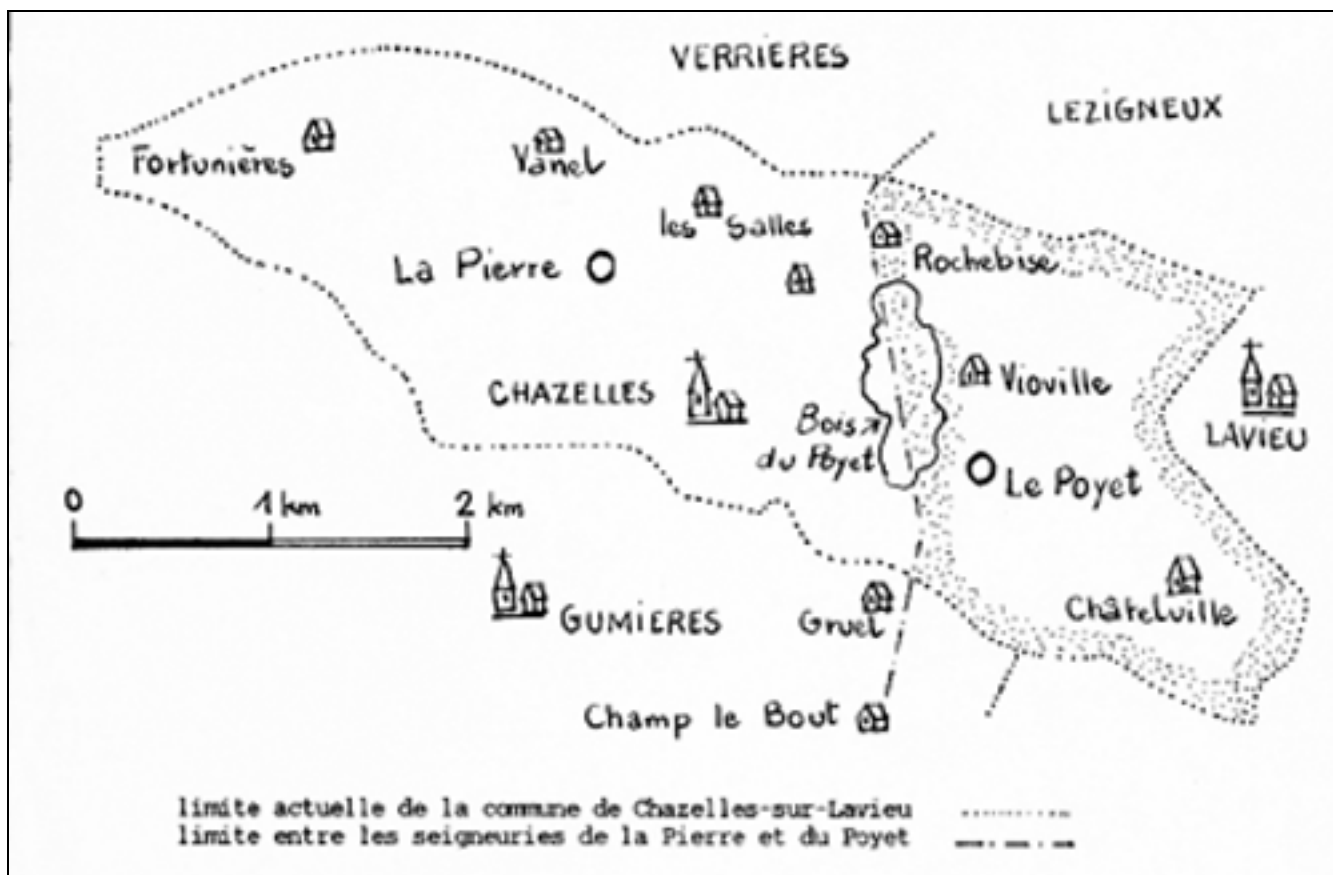 VERRIÈRES
LEZIGNEUX
Fortunières
Vanel
les Salles
La Pierre
Rochebise
CHAZELLES
Vioville
Bois
du Poyet
LAVIEU
Le Poyet
0 1 km 2 km
Châtelville
GUMIERES
Gruel
Champ le Bout
limite actuelle de la commune de Chazelles-sur-Lavieu
limite entre les seigneuries de la Pierre et du Poyet